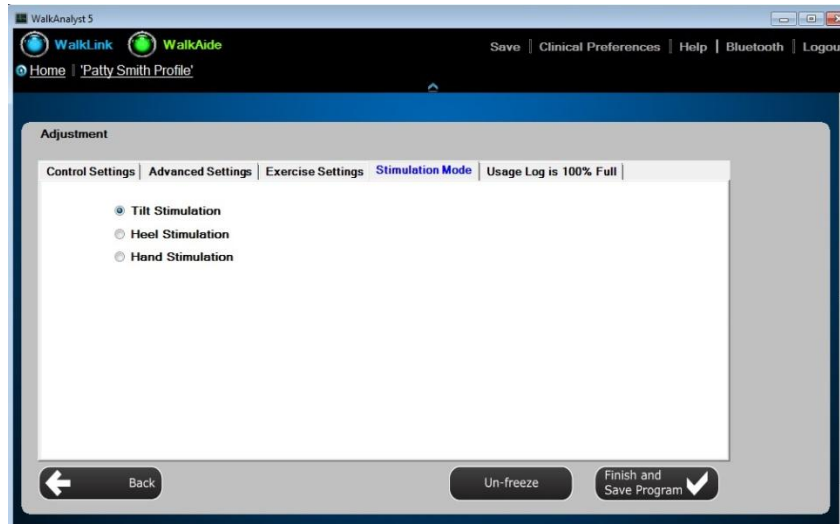 WalkAnalyst 5
WalkLink WalkAide Save Clinical Preferences Help Bluetooth Logou
Home 'Patty Smith Profile'
Adjustment
Control Settings Advanced Settings Exercise Settings Stimulation Mode Usage Log is 100% Full
Tilt Stimulation
Heel Stimulation
Hand Stimulation
Back Un-freeze Finish and
Save Program